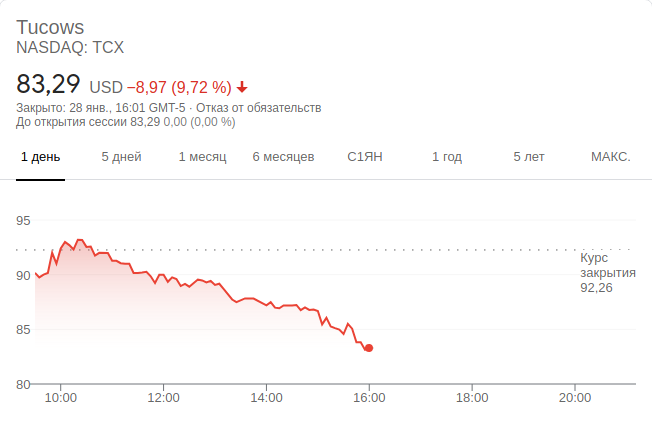 Tucows
NASDAQ: TCX
83,29 USD −8,97 (9,72 %)
Закрыто: 28 янв., 16:01 GMT-5 · Отказ от обязательств
До открытия сессии 83,29 0,00 (0,00 %)
1 день 5 дней 1 месяц 6 месяцев С1ЯН 1 год 5 лет МАКС.
95
Курс
закрытия
92,26
90
85
80
10:00 12:00 14:00 16:00 18:00 20:00